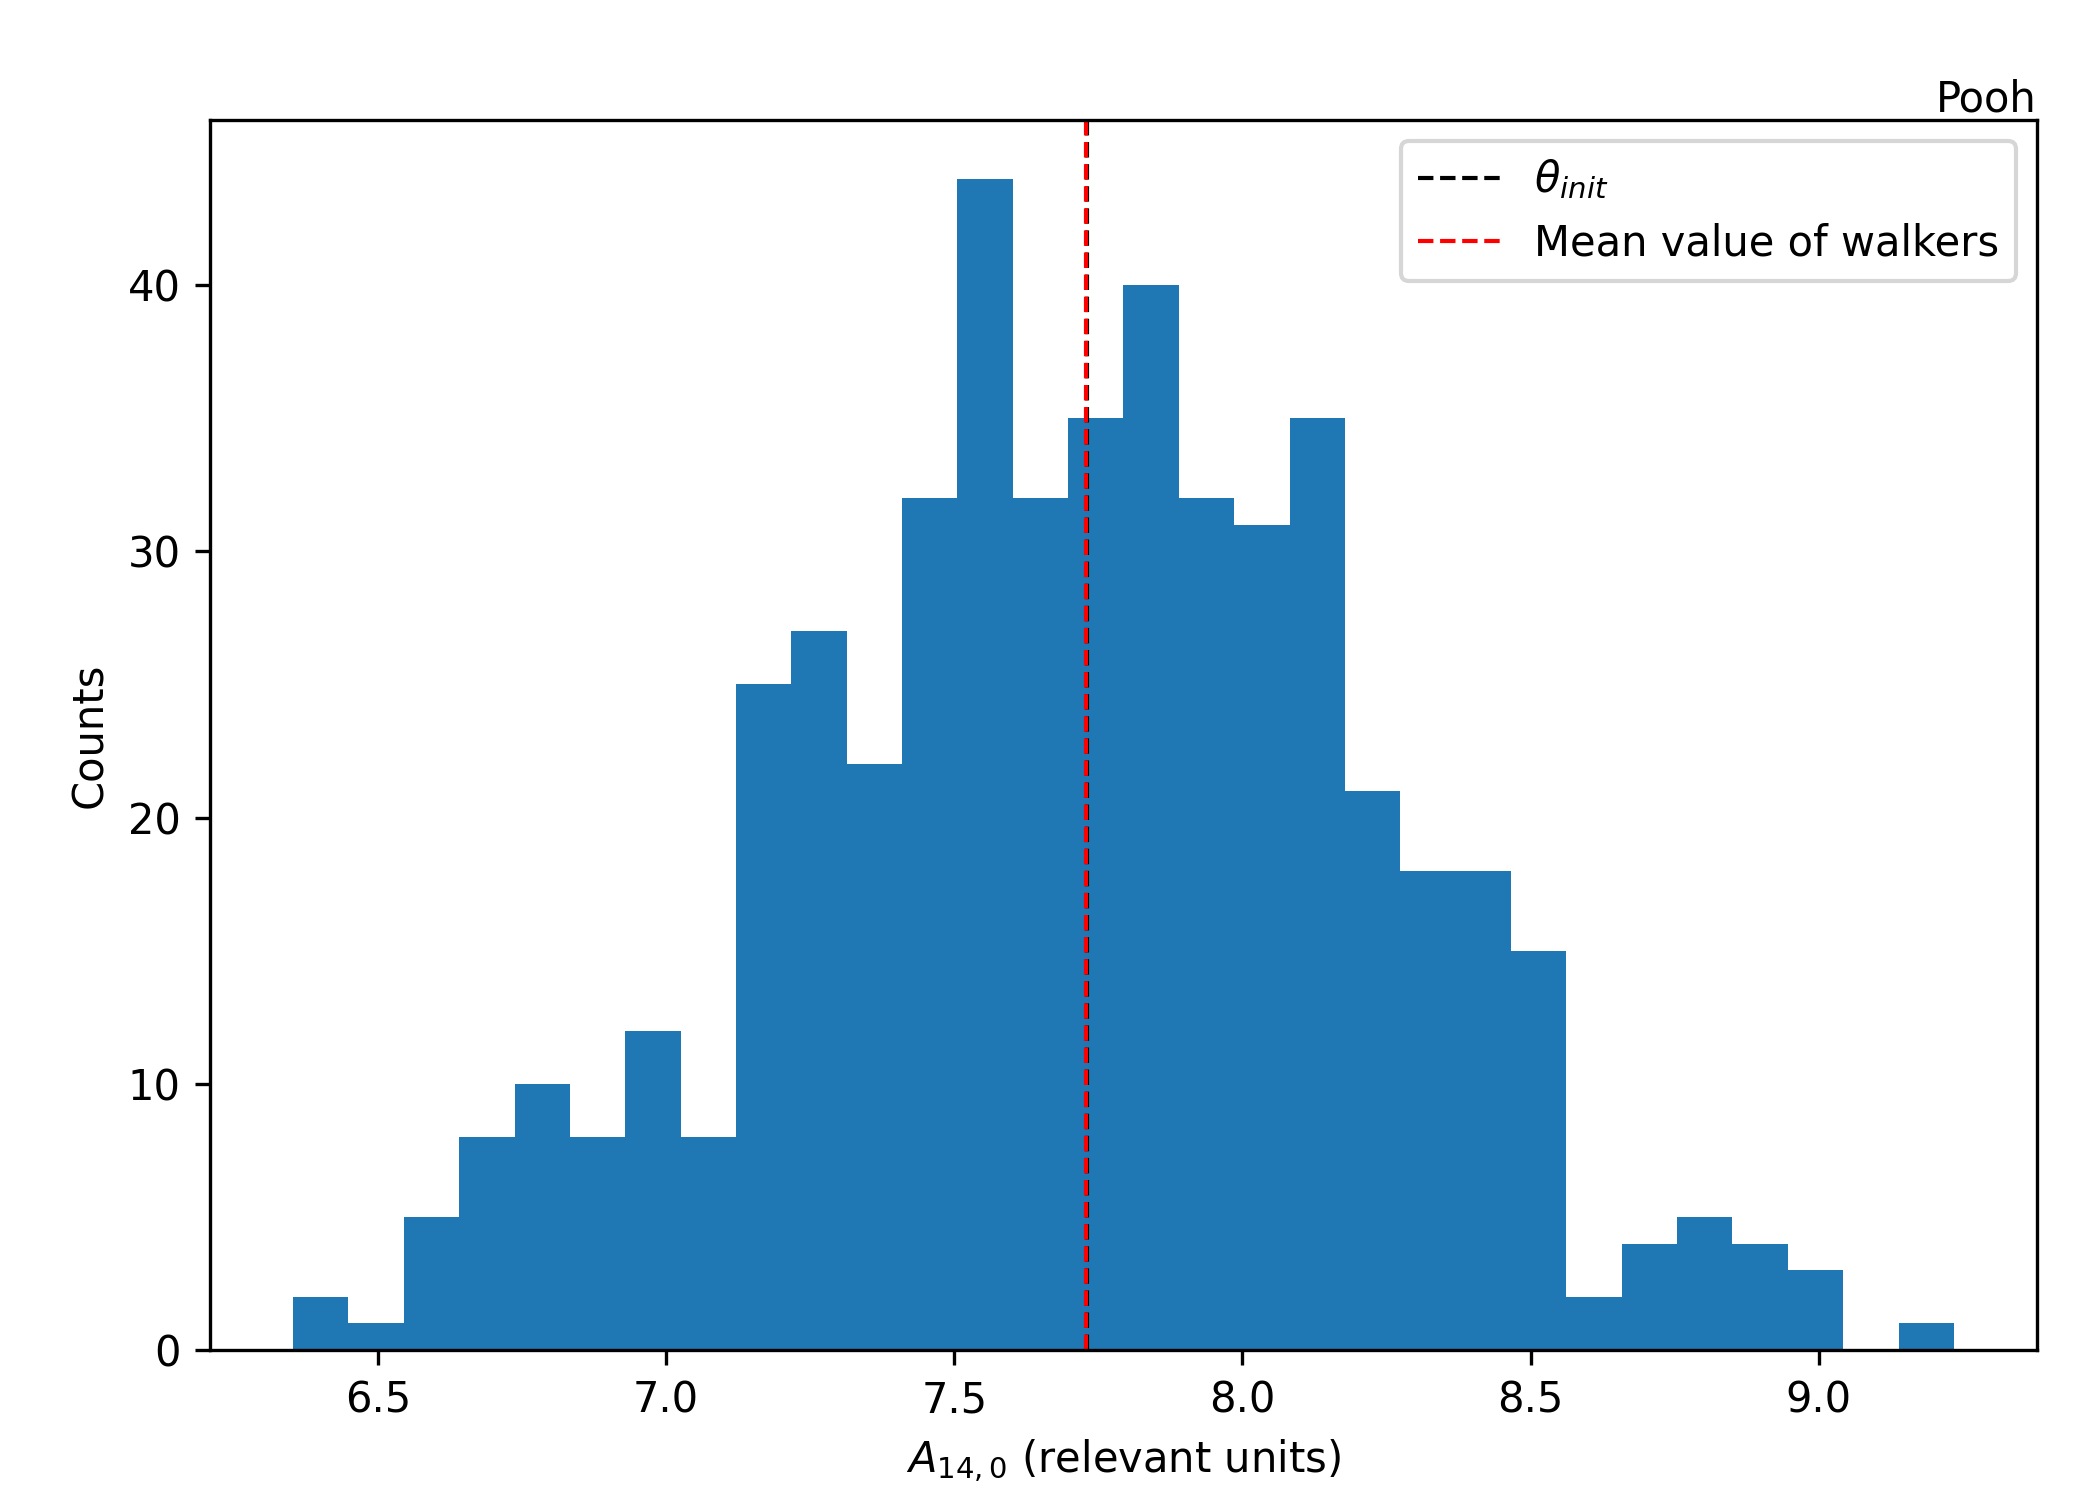 Pooh
θ_init
Mean value of walkers
40
30
20
10
0
Counts
6.5 7.0 7.5 8.0 8.5 9.0
A_14,0 (relevant units)